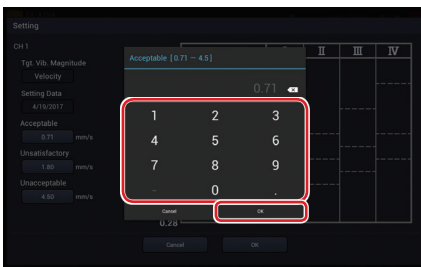 Setting
CH 1
Tgt. Vib. Magnitude
Velocity
Setting Data
4/19/2017
Acceptable
0.71 mm/s
Unsatisfactory
1.80 mm/s
Unacceptable
4.50 mm/s
II III IV
Acceptable [0.71 — 4.5]
0.71
1 2 3
4 5 6
7 8 9
- 0 .
Cancel OK
0.28
Cancel OK